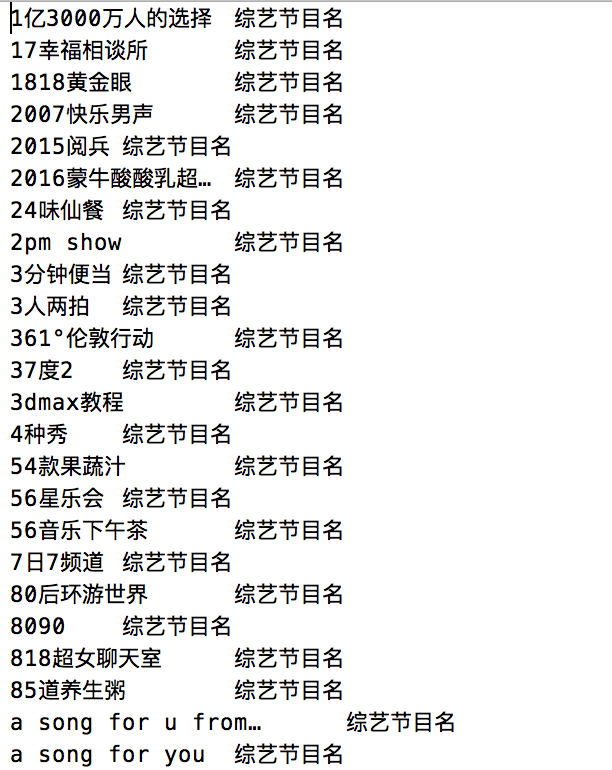 1亿3000万人的选择 综艺节目名
17幸福相谈所 综艺节目名
1818黄金眼 综艺节目名
2007快乐男声 综艺节目名
2015阅兵 综艺节目名
2016蒙牛酸酸乳超… 综艺节目名
24味仙餐 综艺节目名
2pm show 综艺节目名
3分钟便当 综艺节目名
3人两拍 综艺节目名
361°伦敦行动 综艺节目名
37度2 综艺节目名
3dmax教程 综艺节目名
4种秀 综艺节目名
54款果蔬汁 综艺节目名
56星乐会 综艺节目名
56音乐下午茶 综艺节目名
7日7频道 综艺节目名
80后环游世界 综艺节目名
8090 综艺节目名
818超女聊天室 综艺节目名
85道养生粥 综艺节目名
a song for u from… 综艺节目名
a song for you 综艺节目名